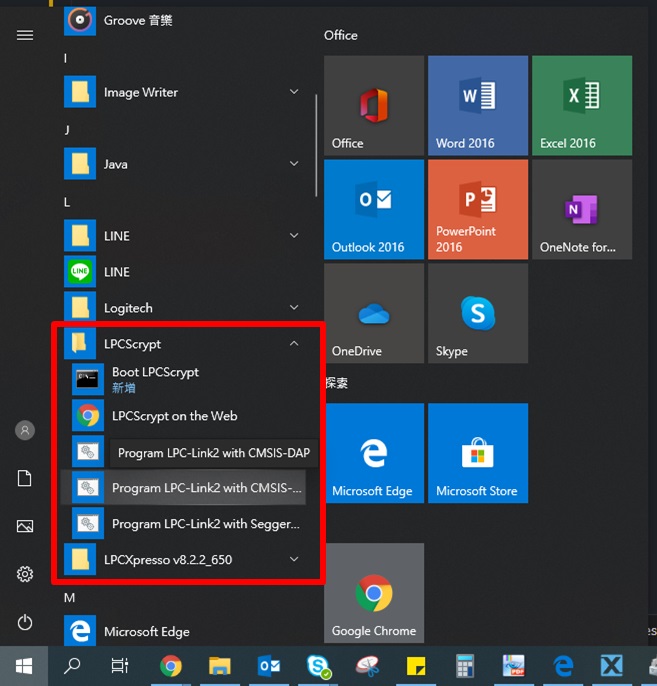 Groove 音樂
I
Image Writer
J
Java
L
LINE
LINE
LINE
Logitech
LPCScrypt
Boot LPCScrypt
新增
LPCScrypt on the Web
Program LPC-Link2 with CMSIS-DAP
Program LPC-Link2 with CMSIS-...
Program LPC-Link2 with Segger...
LPCXpresso v8.2.2_650
M
Microsoft Edge
Office
Office
Word 2016
Excel 2016
Outlook 2016
PowerPoint
2016
OneNote for...
OneDrive
Skype
探索
Microsoft Edge
Microsoft Store
Google Chrome